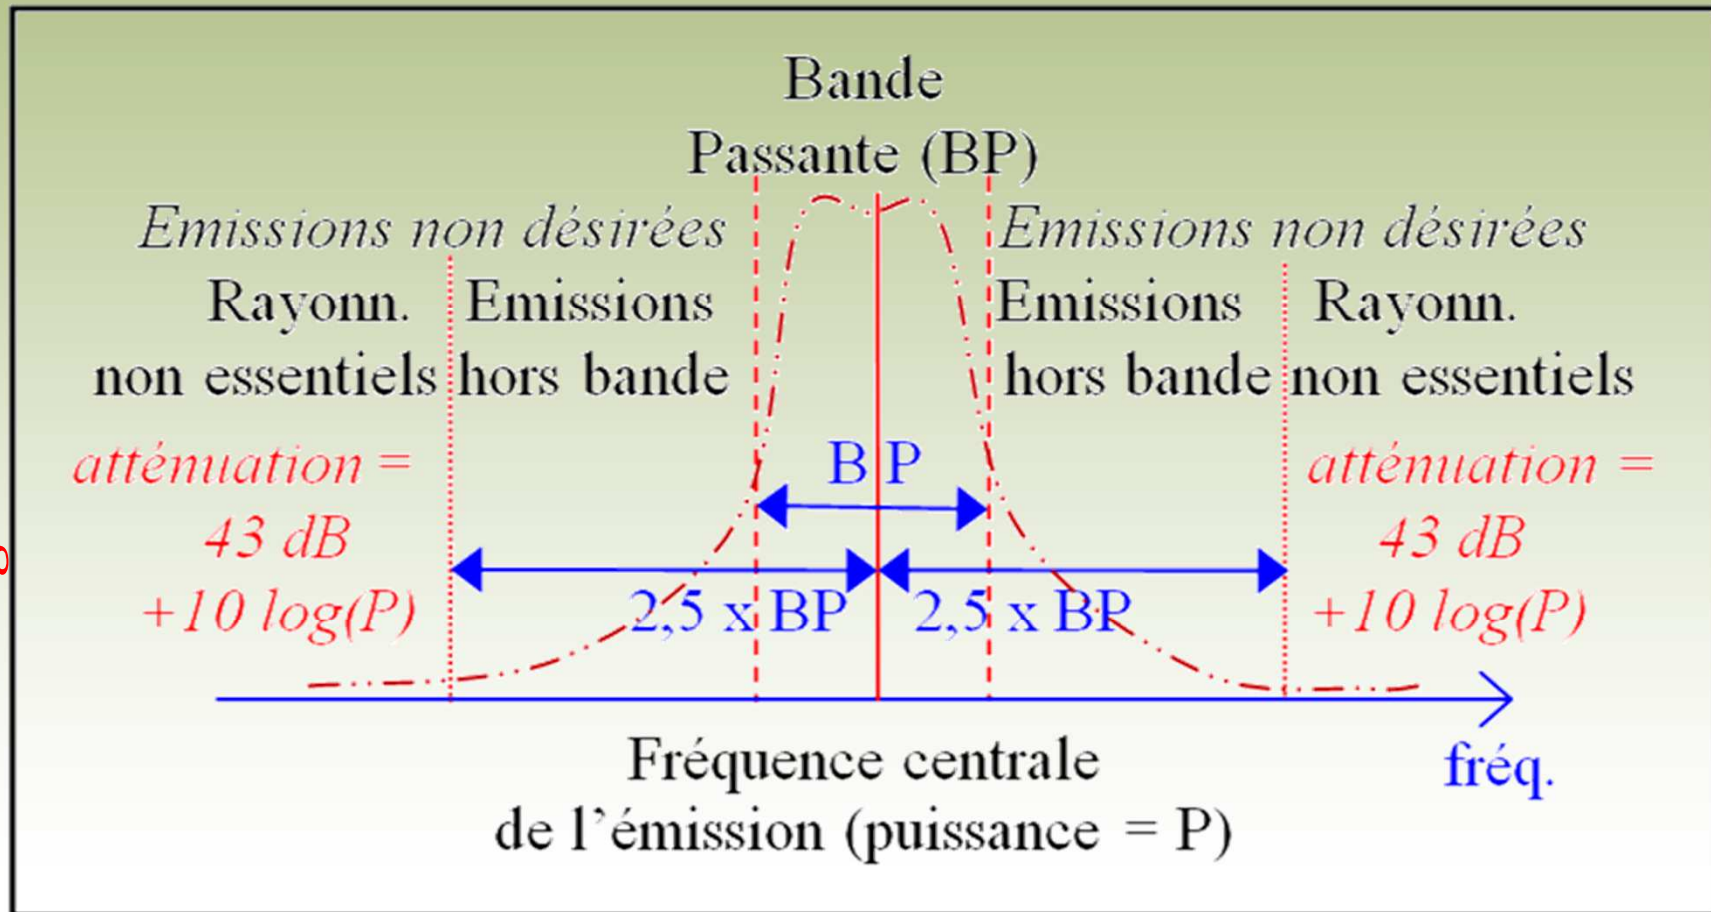 Bande
Passante (BP)
Emissions non désirées
Emissions non désirées
Rayonn.
non essentiels
Emissions
hors bande
Emissions
hors bande
Rayonn.
non essentiels
atténuation =
43 dB
+10 log(P)
B P
2,5 x BP
2,5 x BP
atténuation =
43 dB
+10 log(P)
fréq.
Fréquence centrale
de l’émission (puissance = P)